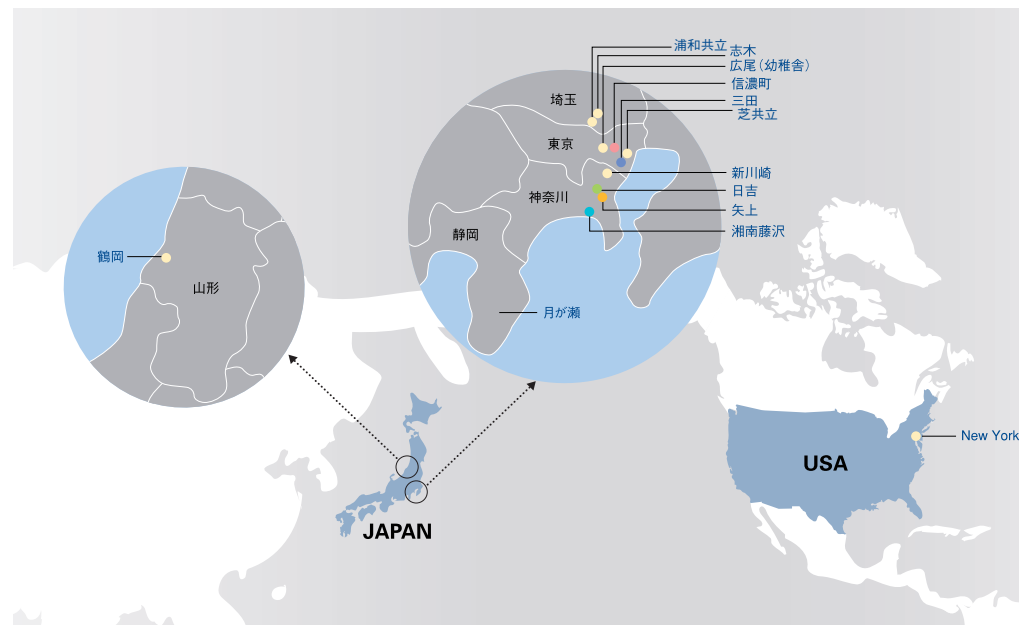 浦和共立
志木
広尾(幼稚舎)
信濃町
三田
芝共立
埼玉
東京
新川崎
神奈川
日吉
矢上
湘南藤沢
静岡
月が瀬
鶴岡
山形
New York
USA
JAPAN